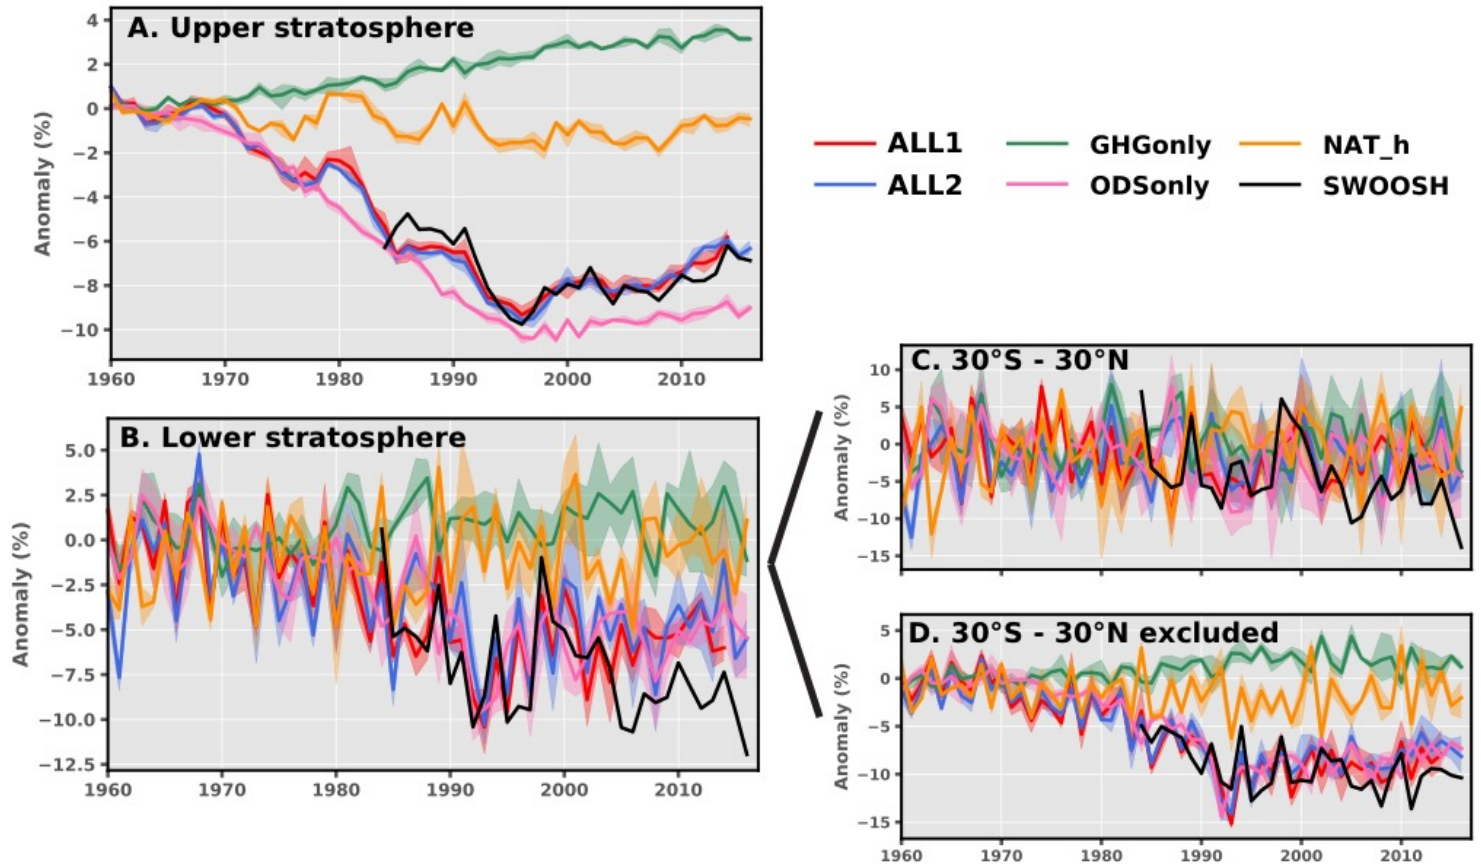 A. Upper stratosphere
Anomaly (%)
4
2
0
−2
−4
−6
−8
−10
1960 1970 1980 1990 2000 2010
ALL1 GHGonly NAT_h
ALL2 ODSonly SWOOSH
B. Lower stratosphere
Anomaly (%)
5.0
2.5
0.0
−2.5
−5.0
−7.5
−10.0
−12.5
1960 1970 1980 1990 2000 2010
C. 30°S - 30°N
Anomaly (%)
10
5
0
−5
−10
−15
D. 30°S - 30°N excluded
Anomaly (%)
5
0
−5
−10
−15
1960 1970 1980 1990 2000 2010